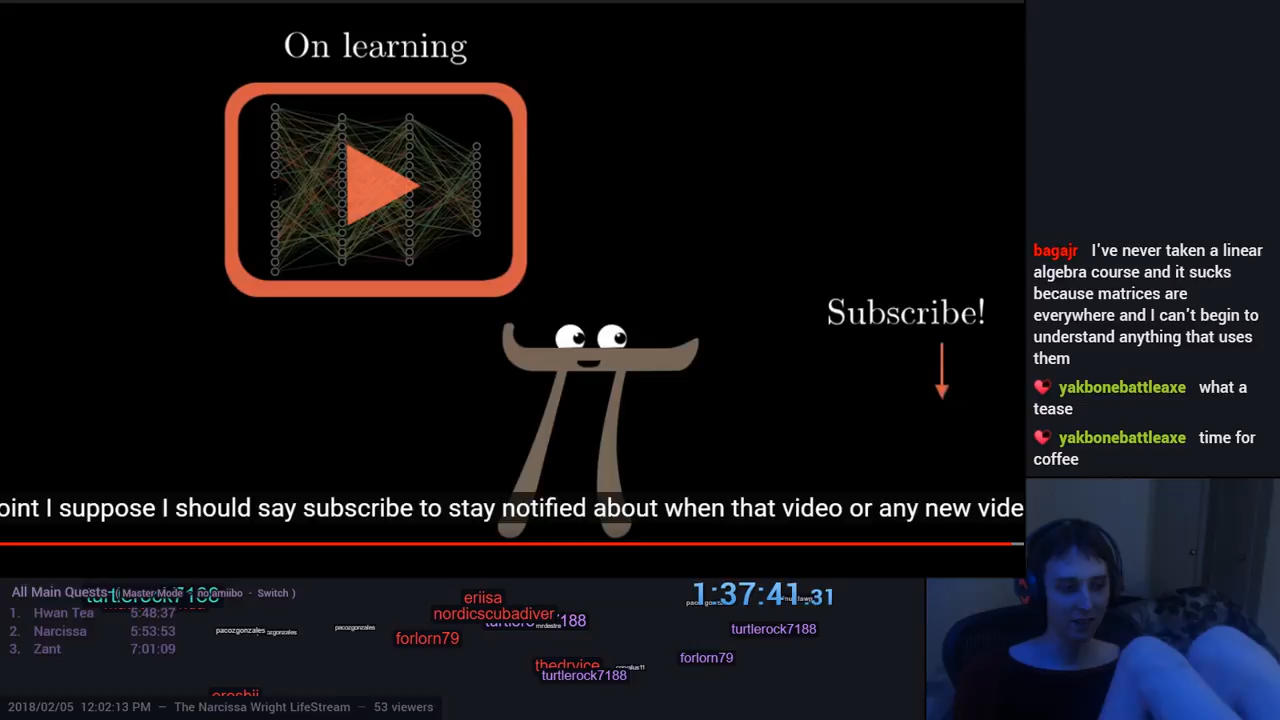 On learning
Subscribe!
oint I suppose I should say subscribe to stay notified about when that video or any new vide
bagajr I've never taken a linear
algebra course and it sucks
because matrices are
everywhere and I can't begin to
understand anything that uses
them
yakbonebattleaxe what a
tease
yakbonebattleaxe time for
coffee
All Main Quests ( Master Mode - no amiibo - Switch )
1. Hwan Tea 5:48:37
2. Narcissa 5:53:53
3. Zant 7:01:09
turtlerock7188
pacozgonzales
pacozgonzales
eriisa
nordicscubadiver
forlorn79
thedrvice
turtlerock7188
1:37:41.31
turtlerock7188
forlorn79
2018/02/05 12:02:13 PM – The Narcissa Wright LifeStream – 53 viewers